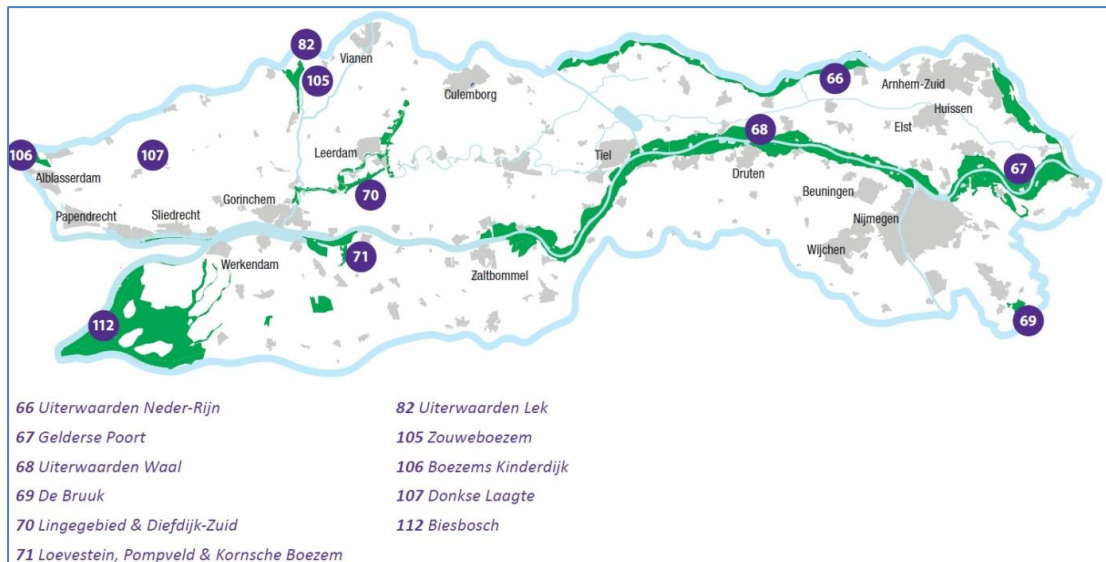 82
Vianen
66
105
Arnhem-Zuid
Culemborg
Huissen
Elst
68
106
107
Leerdam
Tiel
67
Alblasserdam
Druten
70
Beuningen
Gorinchem
Papendrecht
Sliedrecht
Nijmegen
71
Wijchen
Werkendam
Zaltbommel
112
69
66 Uiterwaarden Neder-Rijn
67 Gelderse Poort
68 Uiterwaarden Waal
69 De Bruuk
70 Lingegebied & Diefdijk-Zuid
71 Loevestein, Pompveld & Kornsche Boezem
82 Uiterwaarden Lek
105 Zouweboezem
106 Boezems Kinderdijk
107 Donkse Laagte
112 Biesbosch